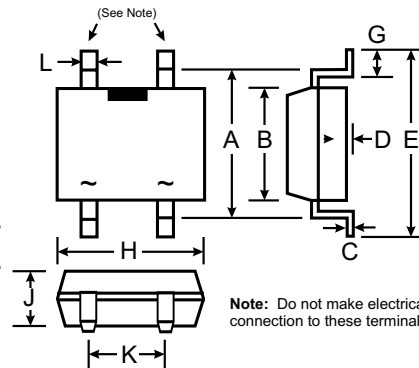 (See Note)
G
L
A
B
D
E
~ ~
H
C
J
Note: Do not make electrica
connection to these terminal
K